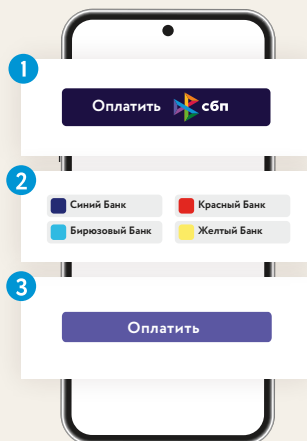 1
Оплатить сбп
2
Синий Банк Красный Банк
Бирюзовый Банк Желтый Банк
3
Оплатить